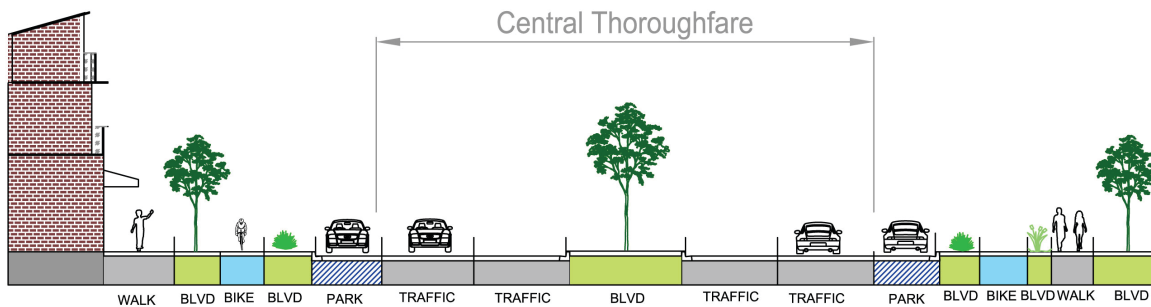 Central Thoroughfare
WALK BLVD BIKE BLVD PARK TRAFFIC TRAFFIC BLVD TRAFFIC TRAFFIC PARK BLVD BIKE BLVD WALK BLVD